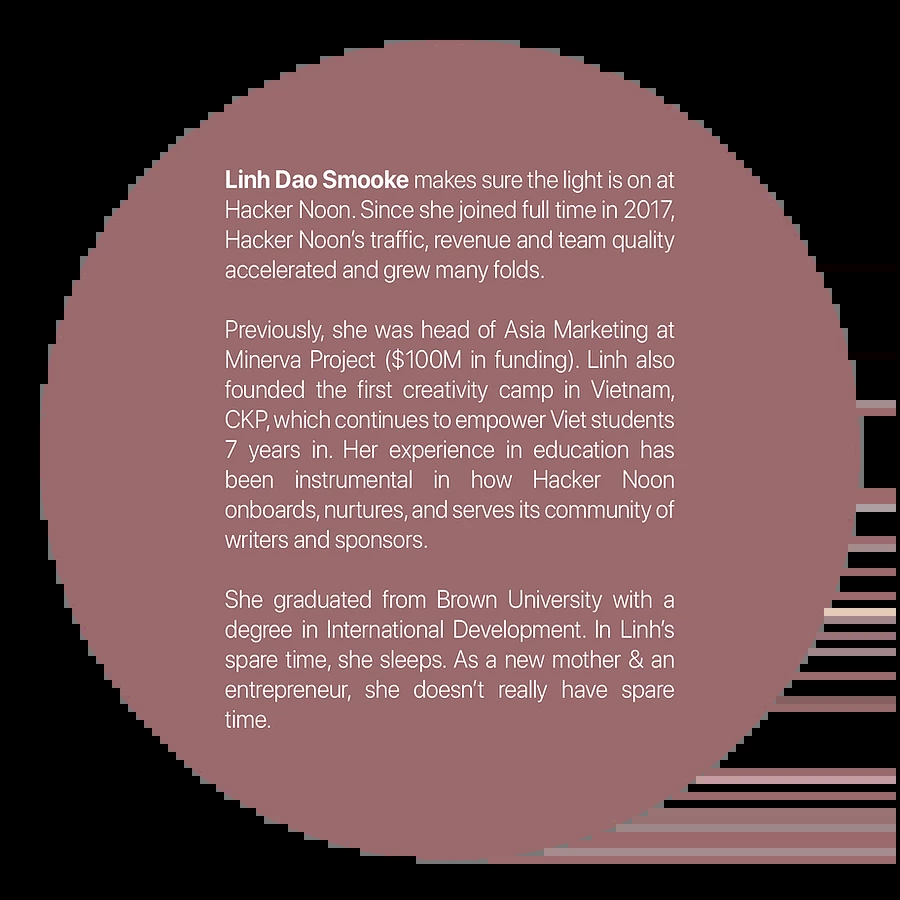 Linh Dao Smooke makes sure the light is on at
Hacker Noon. Since she joined full time in 2017,
Hacker Noon’s traffic, revenue and team quality
accelerated and grew many folds.
Previously, she was head of Asia Marketing at
Minerva Project ($100M in funding). Linh also
founded the first creativity camp in Vietnam,
CKP, which continues to empower Viet students
7 years in. Her experience in education has
been instrumental in how Hacker Noon
onboards, nurtures, and serves its community of
writers and sponsors.
She graduated from Brown University with a
degree in International Development. In Linh’s
spare time, she sleeps. As a new mother & an
entrepreneur, she doesn’t really have spare
time.